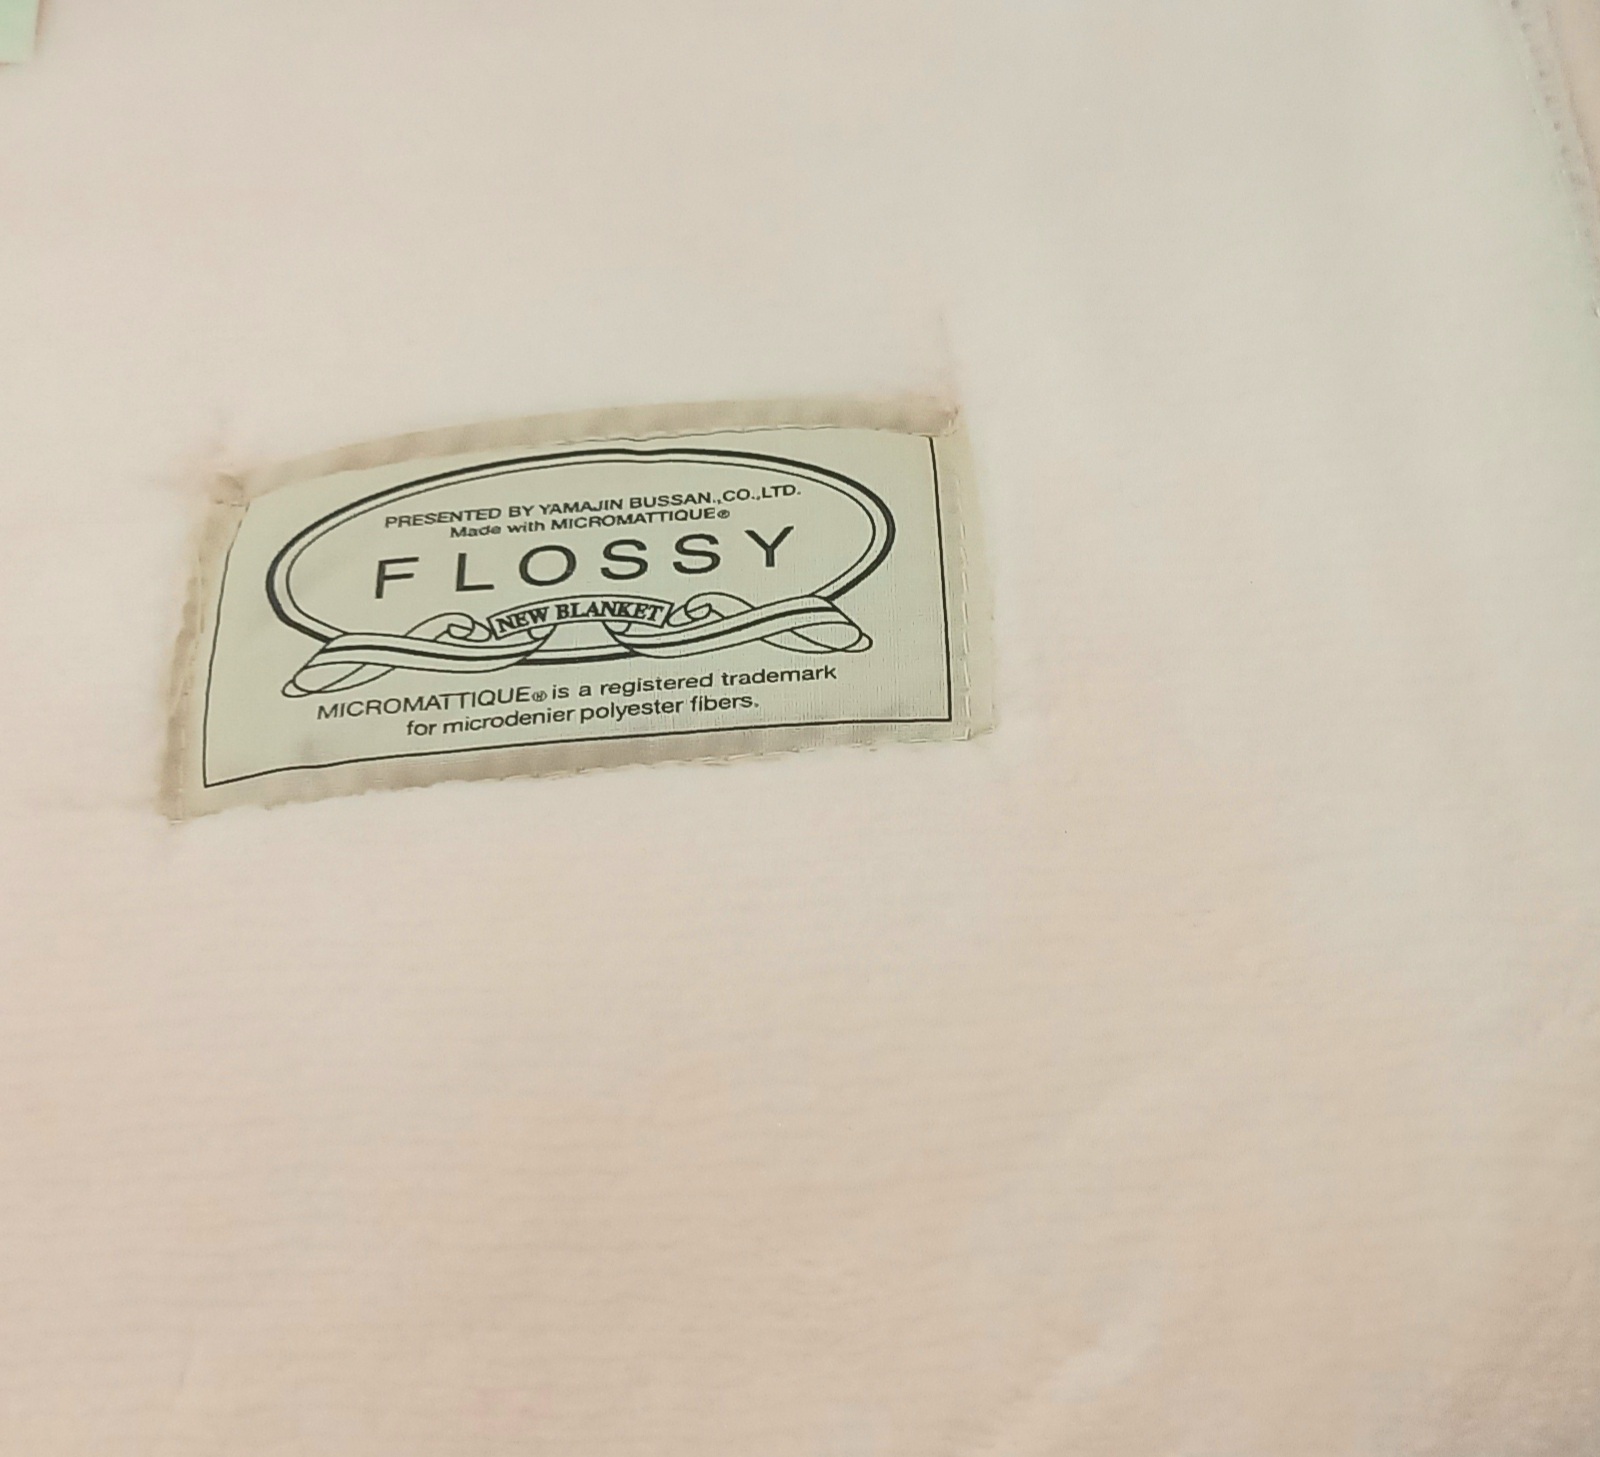 PRESENTED BY YAMAJIN BUSSAN.,CO.,LTD.
Made with MICROMATTIQUE®
FLOSSY
NEW BLANKET
MICROMATTIQUE® is a registered trademark
for microdenier polyester fibers.